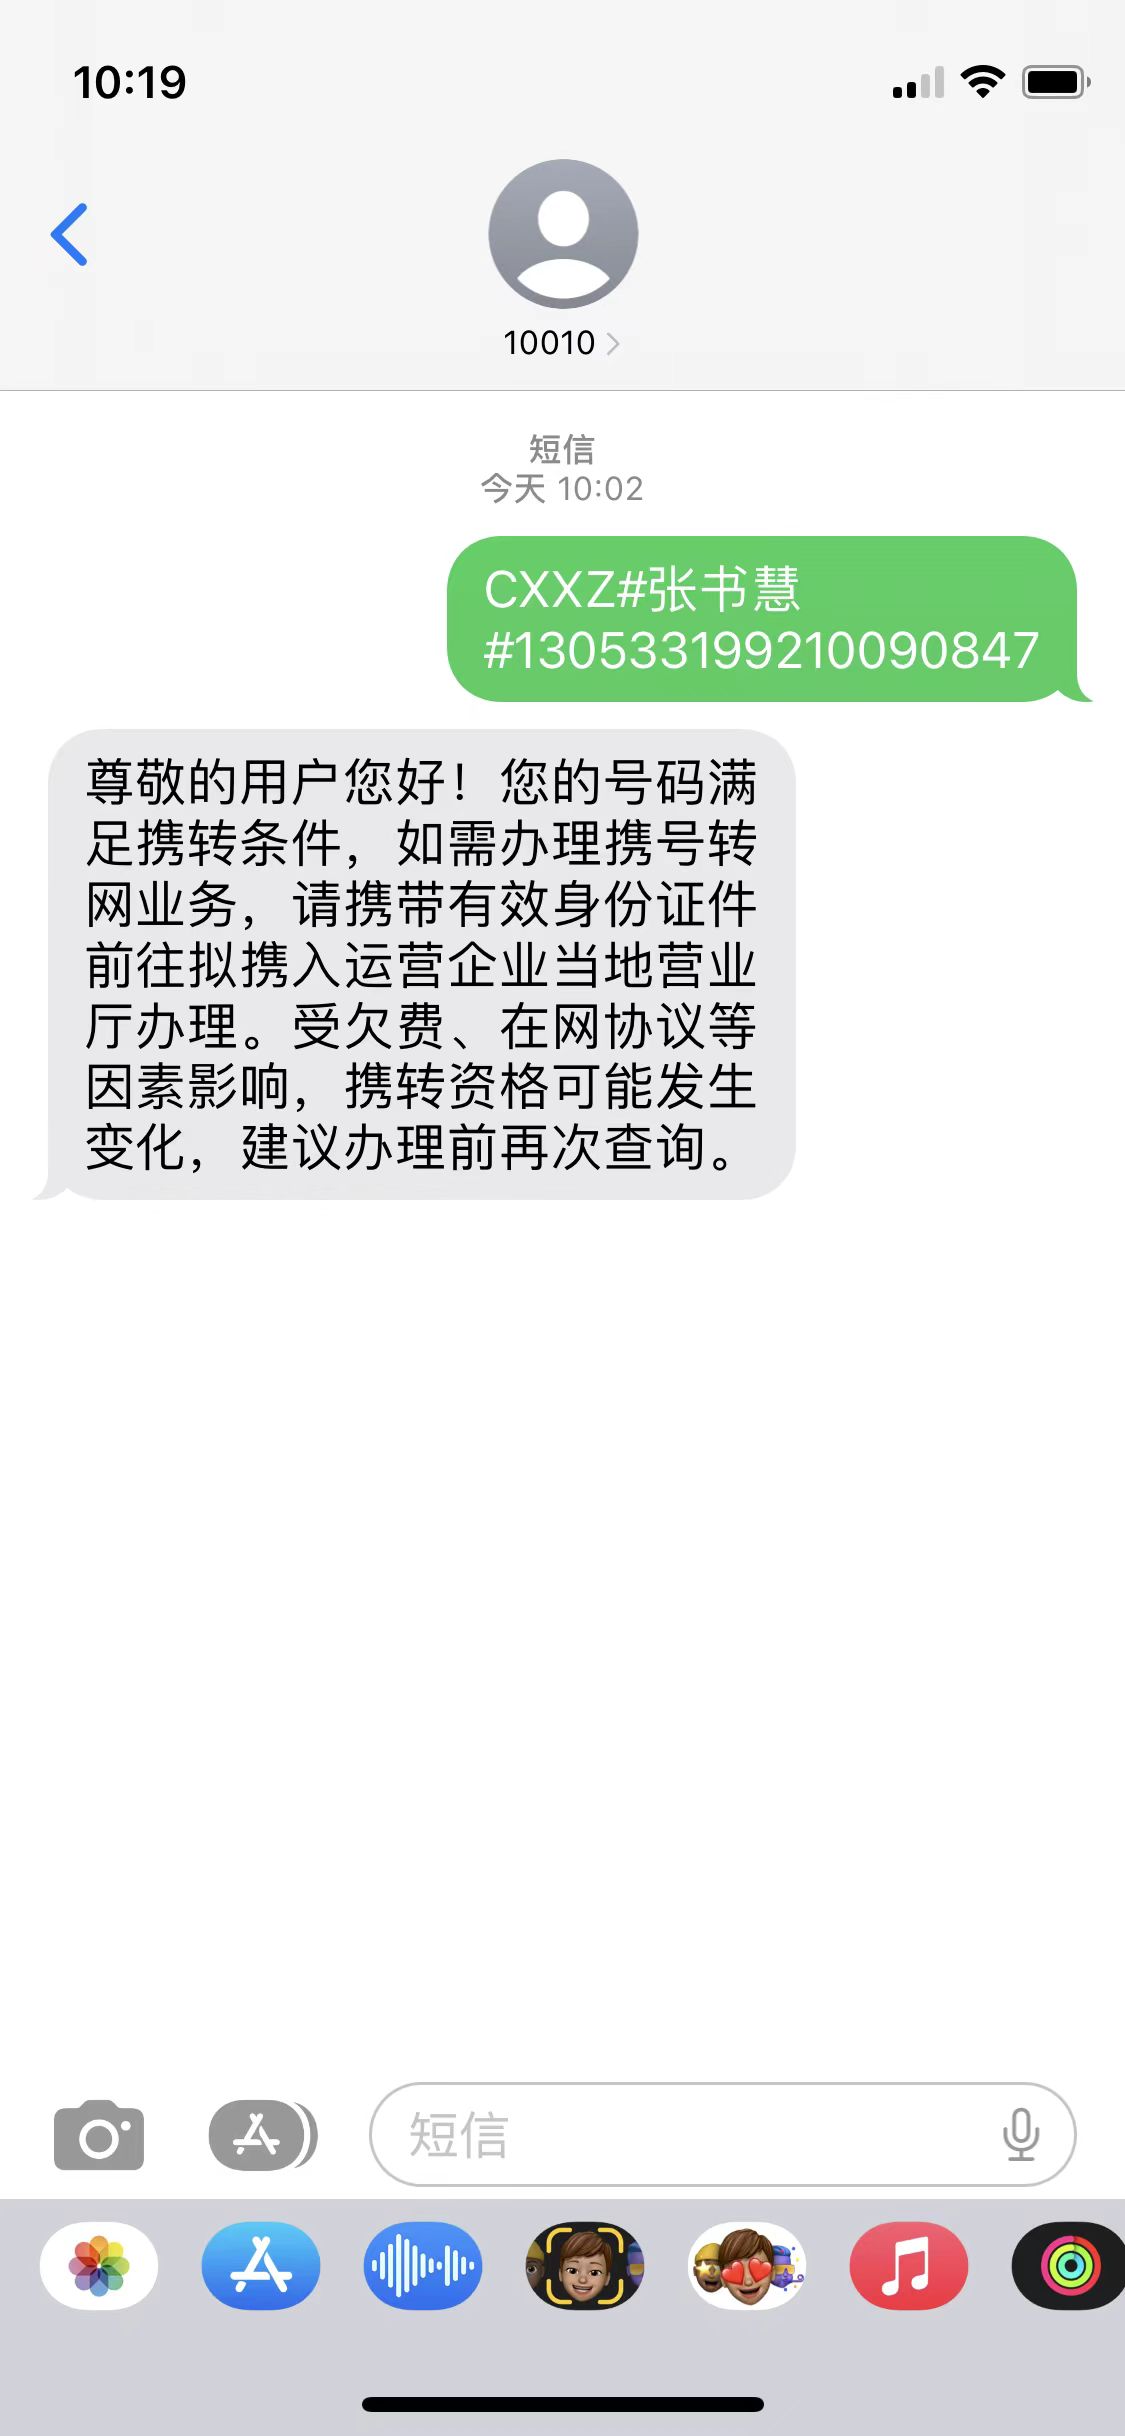 10:19
10010
短信
今天 10:02
CXXZ#张书慧
#130533199210090847
尊敬的用户您好！您的号码满
足携转条件，如需办理携号转
网业务，请携带有效身份证件
前往拟携入运营企业当地营业
厅办理。受欠费、在网协议等
因素影响，携转资格可能发生
变化，建议办理前再次查询。
短信